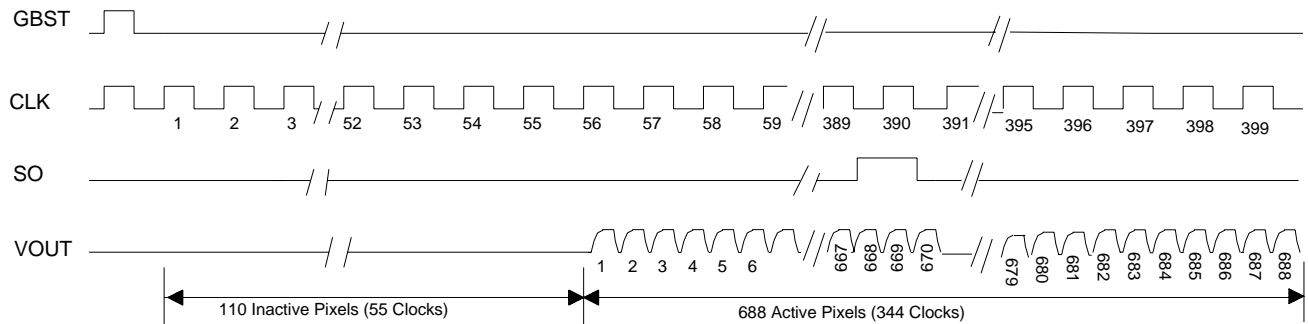 GBST
CLK
1 2 3 52 53 54 55 56 57 58 59 389 390 391 395 396 397 398 399
SO
VOUT
1 2 3 4 5 6 667 668 669 670 679 680 681 682 683 684 685 686 687 688
110 Inactive Pixels (55 Clocks)
688 Active Pixels (344 Clocks)